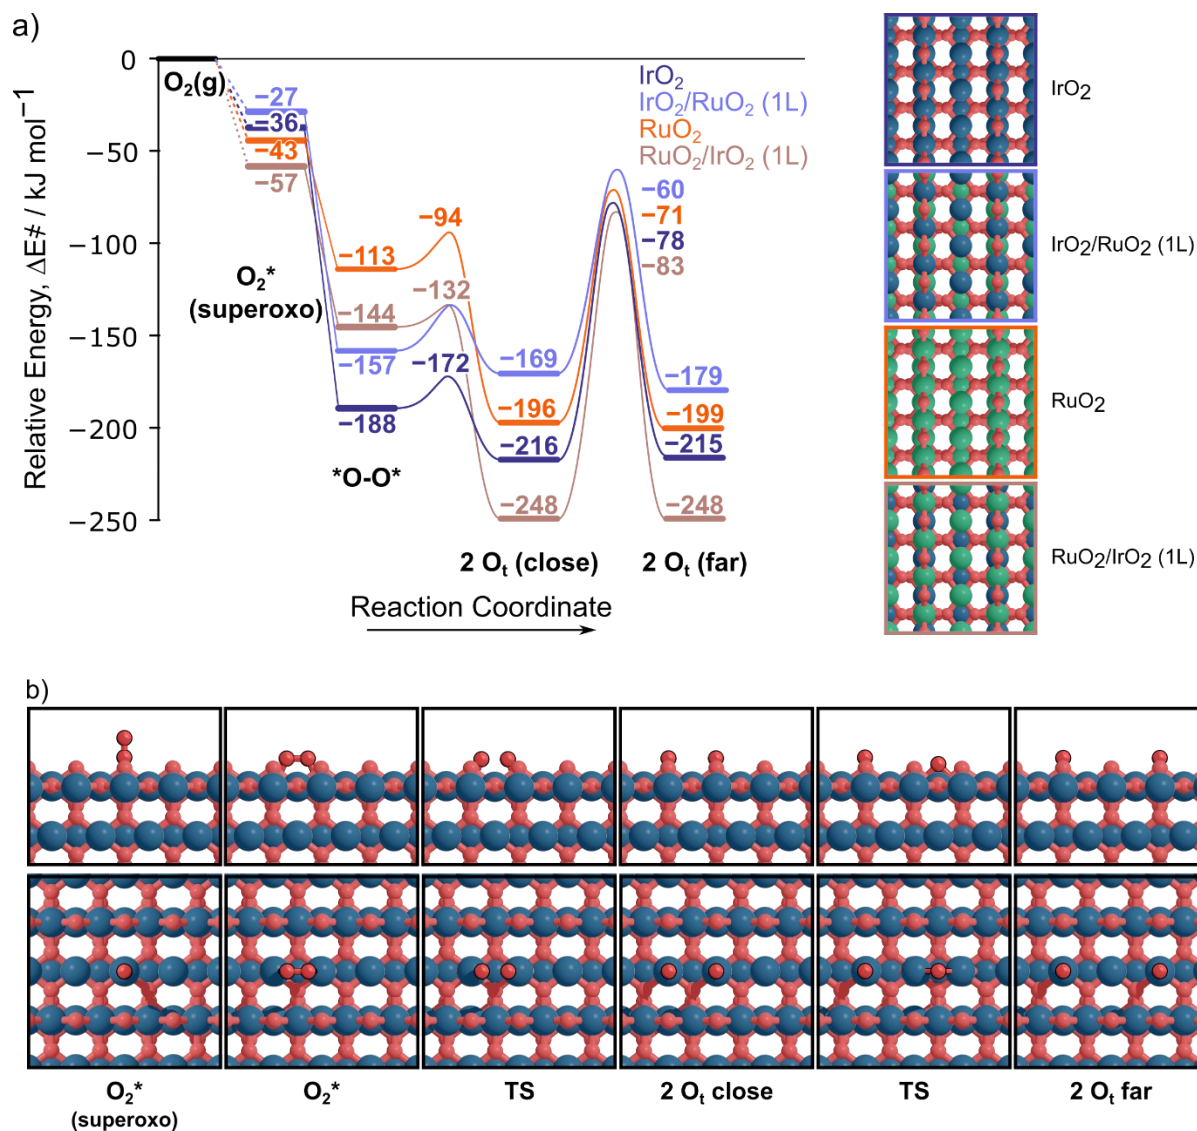 a)
0
−50
−100
−150
−200
−250
Relative Energy, ΔE‡ / kJ mol⁻¹
O₂(g)
−27
−36
−43
−57
O₂*
(superoxo)
−113
−144
−157
−188
*O-O*
−94
−132
−172
−169
−196
−216
−248
2 Oₜ (close)
IrO₂
IrO₂/RuO₂ (1L)
RuO₂
RuO₂/IrO₂ (1L)
−60
−71
−78
−83
−179
−199
−215
−248
2 Oₜ (far)
Reaction Coordinate
IrO₂
IrO₂/RuO₂ (1L)
RuO₂
RuO₂/IrO₂ (1L)
b)
O₂*
(superoxo)
O₂*
TS
2 Oₜ close
TS
2 Oₜ far